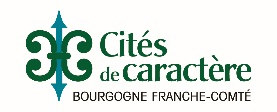 Cités
de caractère
BOURGOGNE FRANCHE-COMTÉ